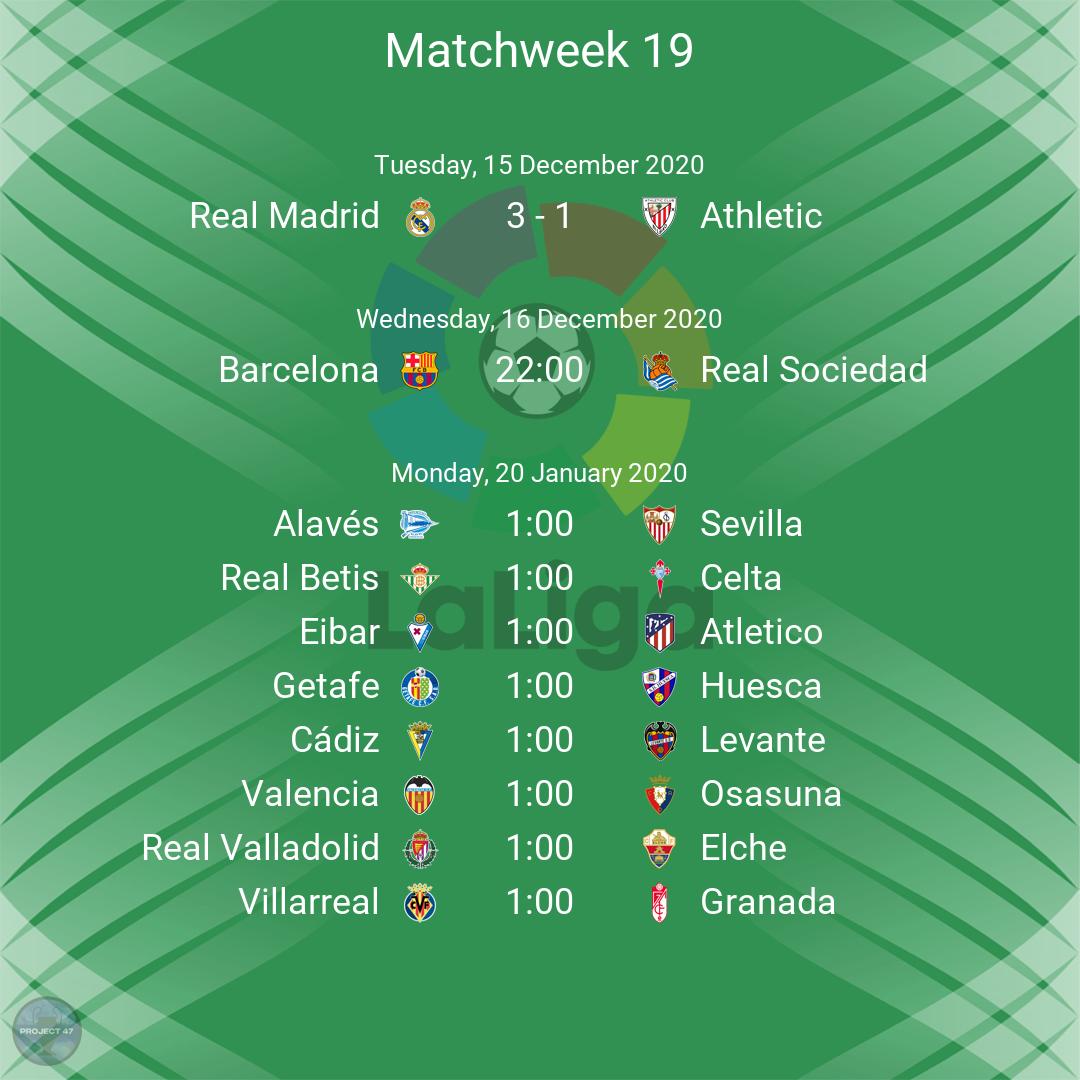 Matchweek 19
Tuesday, 15 December 2020
Real Madrid 3 - 1 Athletic
Wednesday, 16 December 2020
Barcelona 22:00 Real Sociedad
Monday, 20 January 2020
Alavés 1:00 Sevilla
Real Betis 1:00 Celta
LaLiga
Eibar 1:00 Atletico
Getafe 1:00 Huesca
Cádiz 1:00 Levante
Valencia 1:00 Osasuna
Real Valladolid 1:00 Elche
Villarreal 1:00 Granada
PROJECT 47